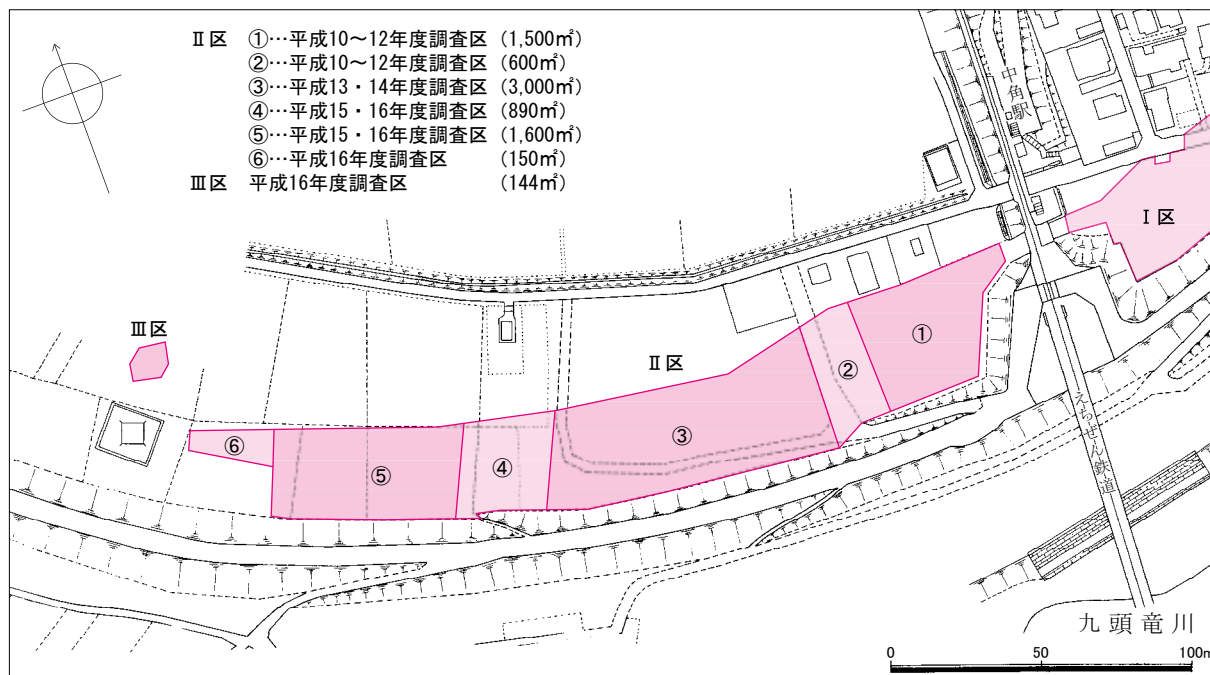 Ⅱ区 ①…平成10～12年度調査区 (1,500㎡)
②…平成10～12年度調査区 (600㎡)
③…平成13・14年度調査区 (3,000㎡)
④…平成15・16年度調査区 (890㎡)
⑤…平成15・16年度調査区 (1,600㎡)
⑥…平成16年度調査区 (150㎡)
Ⅲ区 平成16年度調査区 (144㎡)
中角駅
Ⅰ区
Ⅲ区
Ⅱ区
①
②
③
④
⑤
⑥
えちぜん鉄道
九頭竜川
0 50 100m